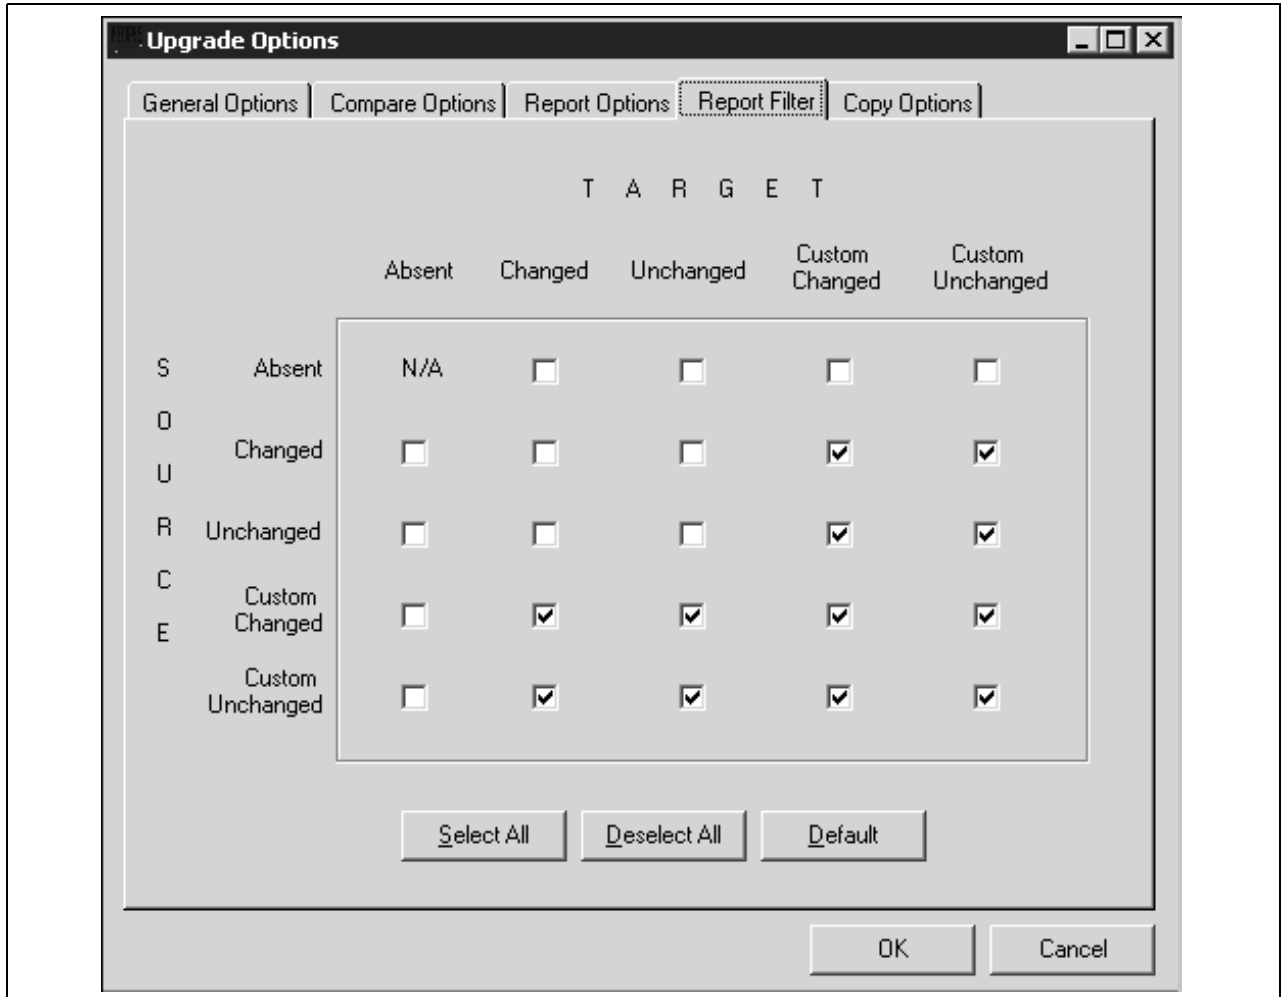 Upgrade Options
General Options Compare Options Report Options Report Filter Copy Options
T A R G E T
Absent Changed Unchanged Custom Changed Custom Unchanged
S O U R C E
Absent N/A
Changed
Unchanged
Custom
Changed
Custom
Unchanged
Select All Deselect All Default
OK Cancel